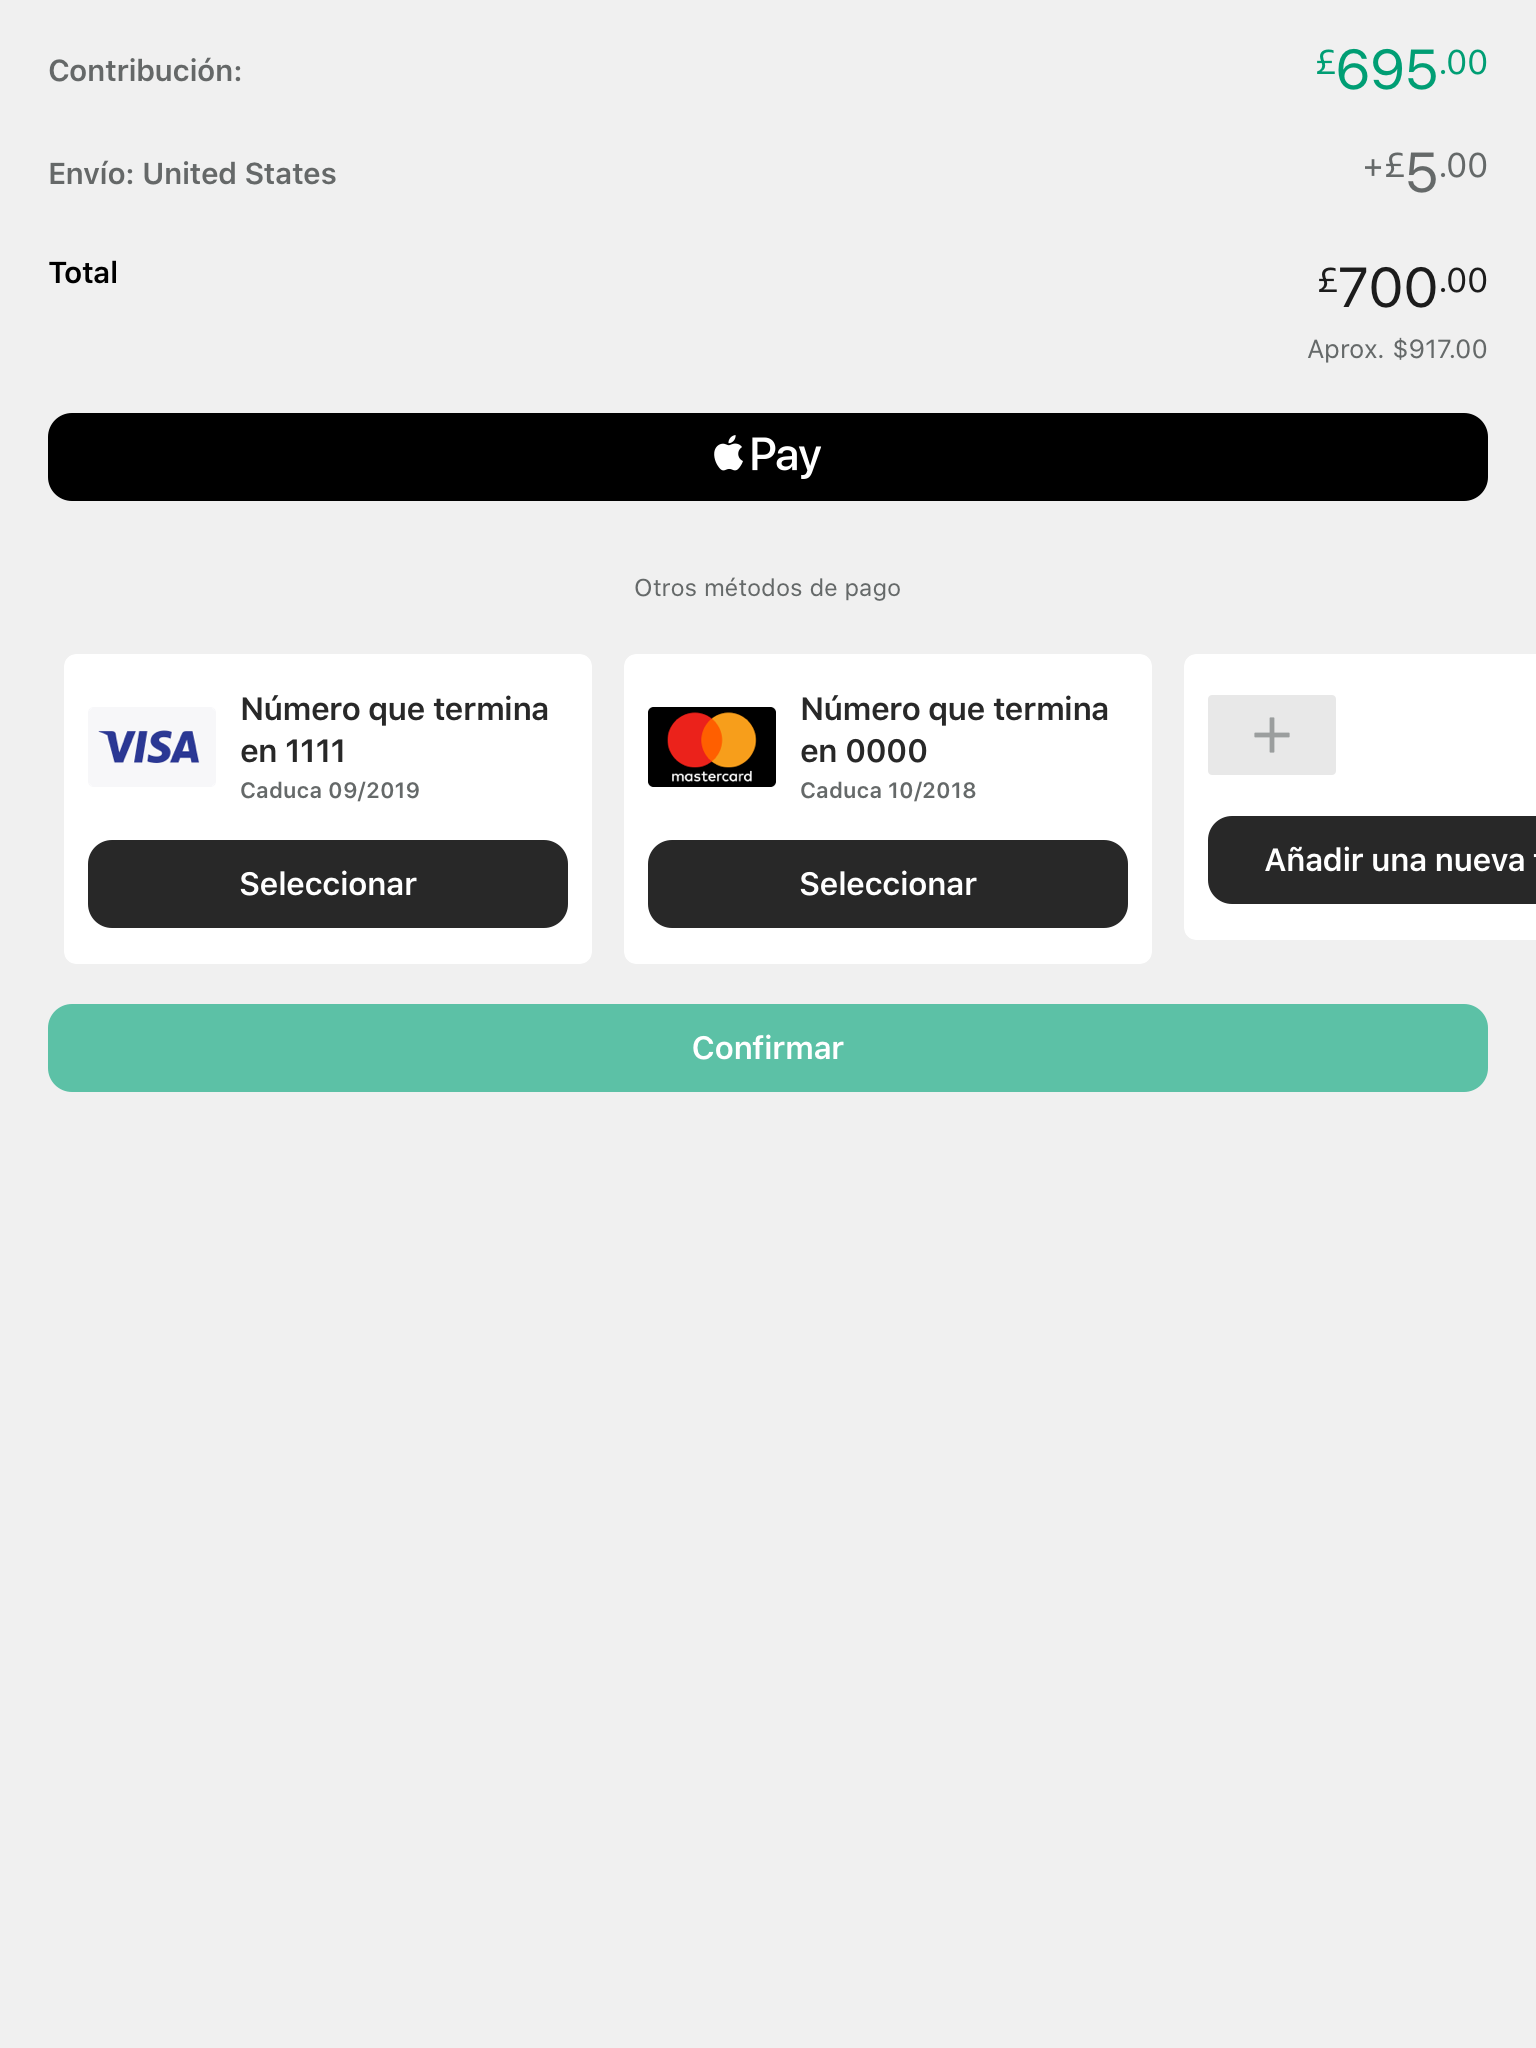 Contribución:
£695.00
Envío: United States
+£5.00
Total
£700.00
Aprox. $917.00
Pay
Otros métodos de pago
VISA
Número que termina
en 1111
Caduca 09/2019
Seleccionar
mastercard
Número que termina
en 0000
Caduca 10/2018
Seleccionar
Añadir una nueva
Confirmar